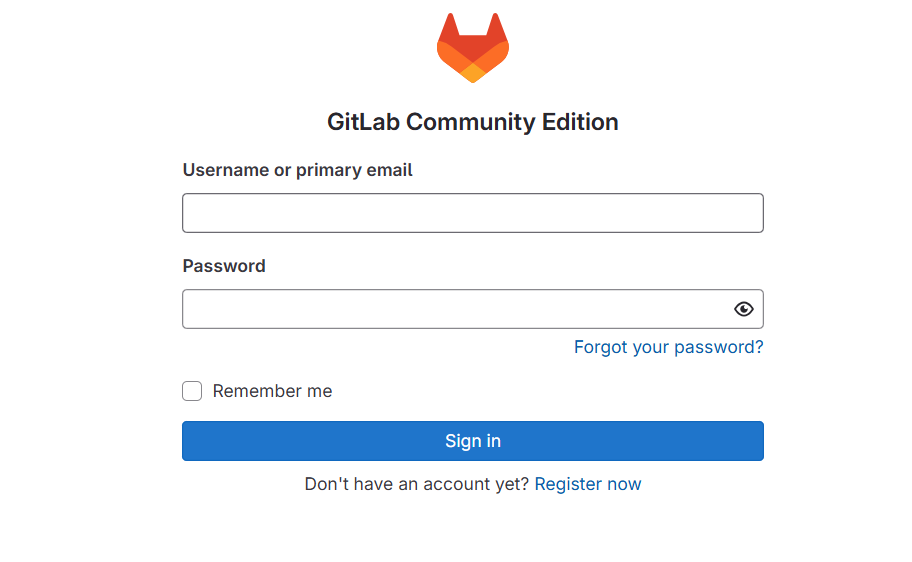 GitLab Community Edition
Username or primary email
Password
Forgot your password?
Remember me
Sign in
Don't have an account yet? Register now